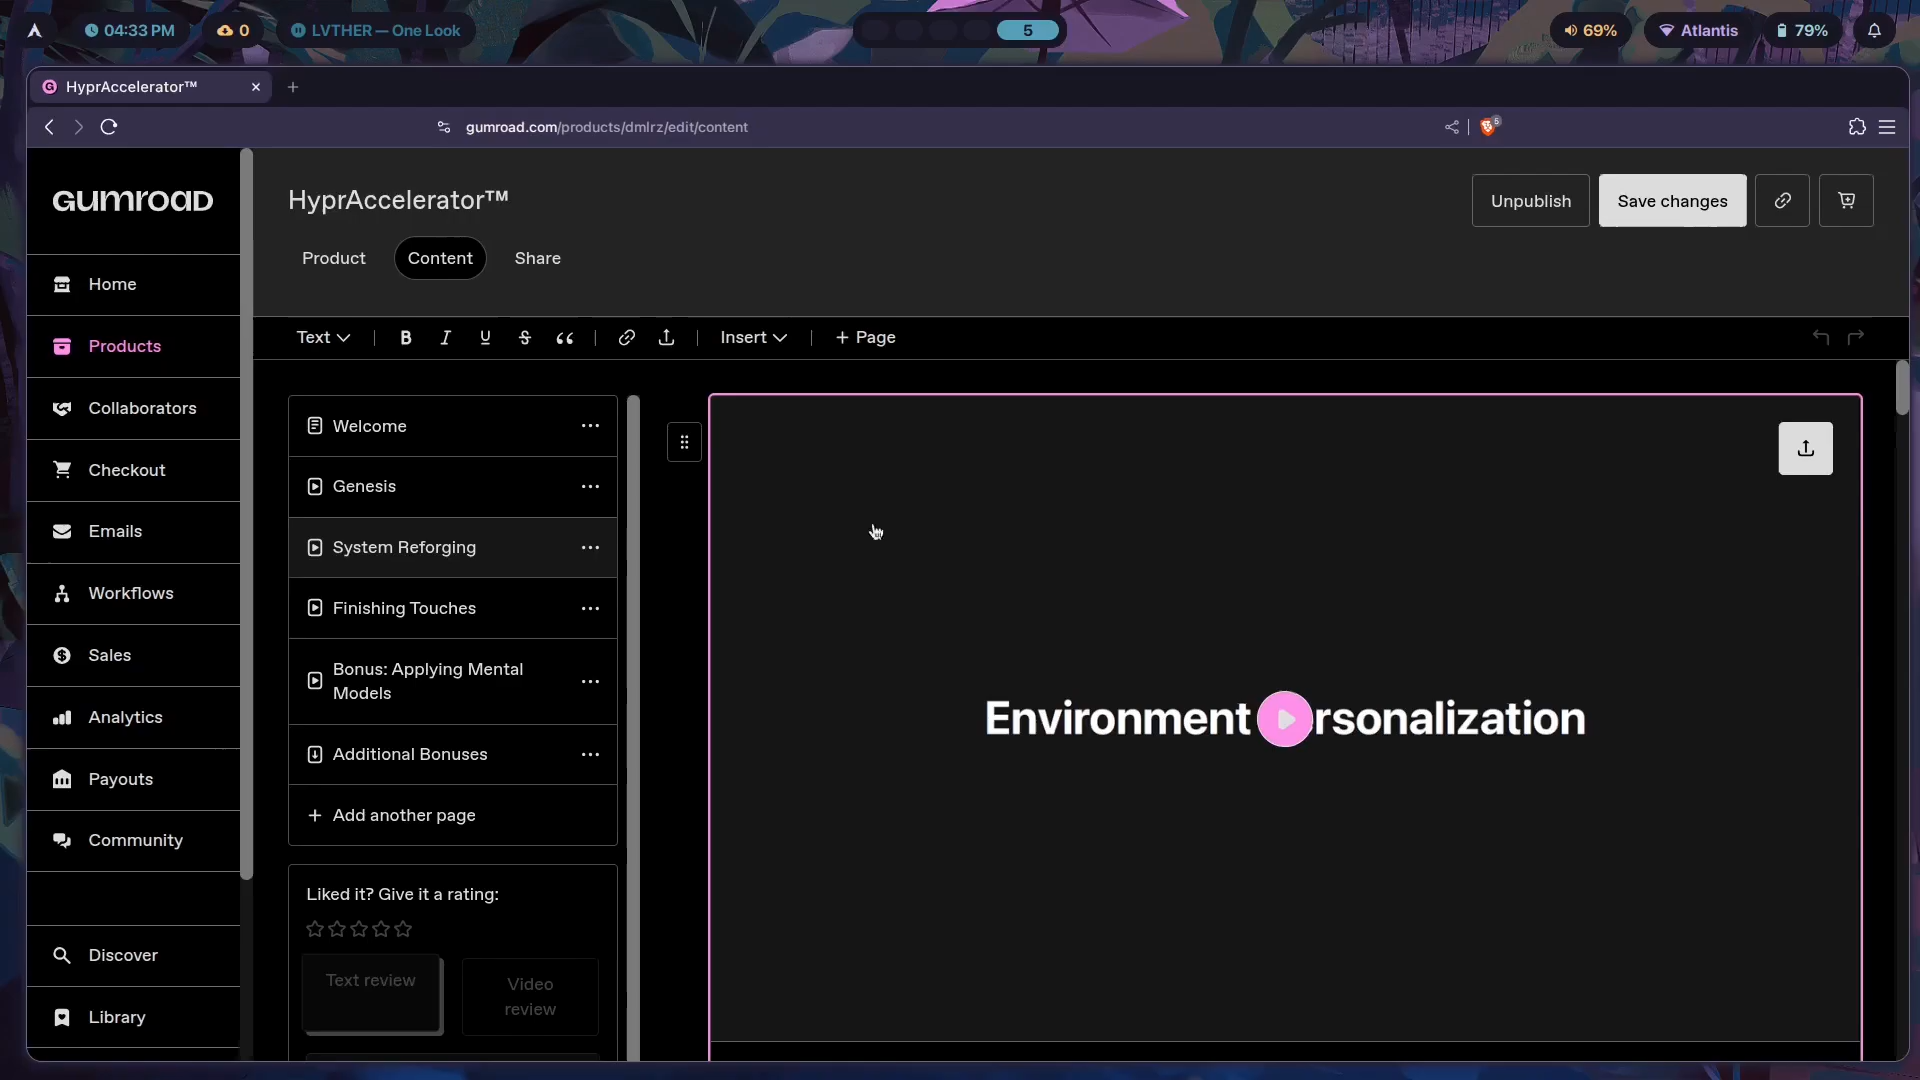 04:33 PM
0
LVTHER — One Look
5
69%
Atlantis
79%
HyprAccelerator™
gumroad.com/products/dmlrz/edit/content
5
GUMROAD
Home
Products
Collaborators
Checkout
Emails
Workflows
Sales
Analytics
Payouts
Community
Discover
Library
HyprAccelerator™
Unpublish
Save changes
Product
Content
Share
Text
B
I
U
S
Insert
+ Page
Welcome
Genesis
System Reforging
Finishing Touches
Bonus: Applying Mental
Models
Additional Bonuses
+ Add another page
Liked it? Give it a rating:
Text review
Video
review
Environment rsonalization